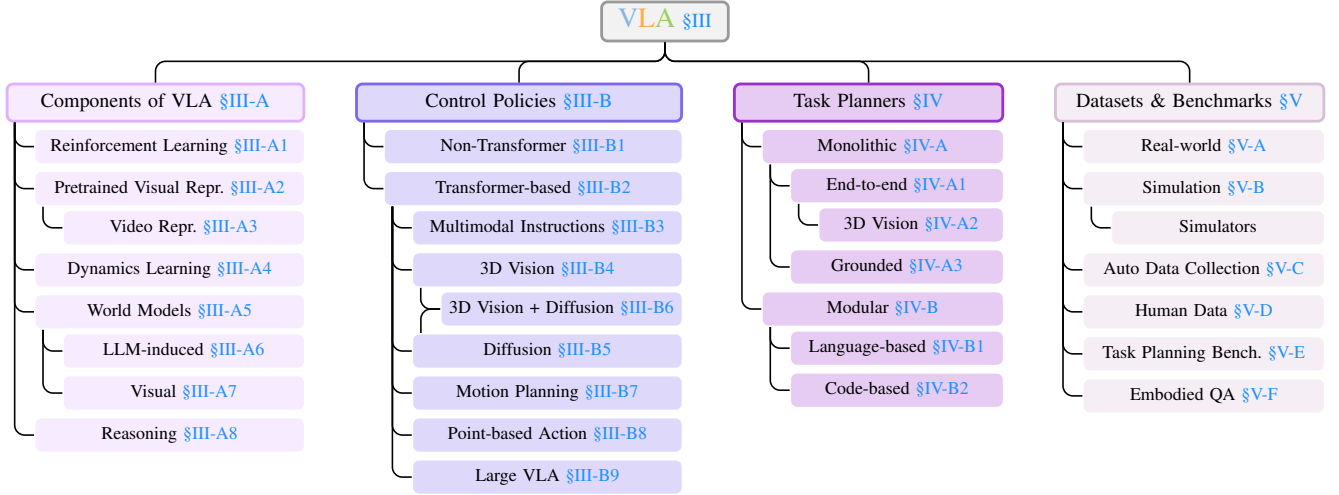 VLA §III
Components of VLA §III-A
Reinforcement Learning §III-A1
Pretrained Visual Repr. §III-A2
Video Repr. §III-A3
Dynamics Learning §III-A4
World Models §III-A5
LLM-induced §III-A6
Visual §III-A7
Reasoning §III-A8
Control Policies §III-B
Non-Transformer §III-B1
Transformer-based §III-B2
Multimodal Instructions §III-B3
3D Vision §III-B4
3D Vision + Diffusion §III-B6
Diffusion §III-B5
Motion Planning §III-B7
Point-based Action §III-B8
Large VLA §III-B9
Task Planners §IV
Monolithic §IV-A
End-to-end §IV-A1
3D Vision §IV-A2
Grounded §IV-A3
Modular §IV-B
Language-based §IV-B1
Code-based §IV-B2
Datasets & Benchmarks §V
Real-world §V-A
Simulation §V-B
Simulators
Auto Data Collection §V-C
Human Data §V-D
Task Planning Bench. §V-E
Embodied QA §V-F